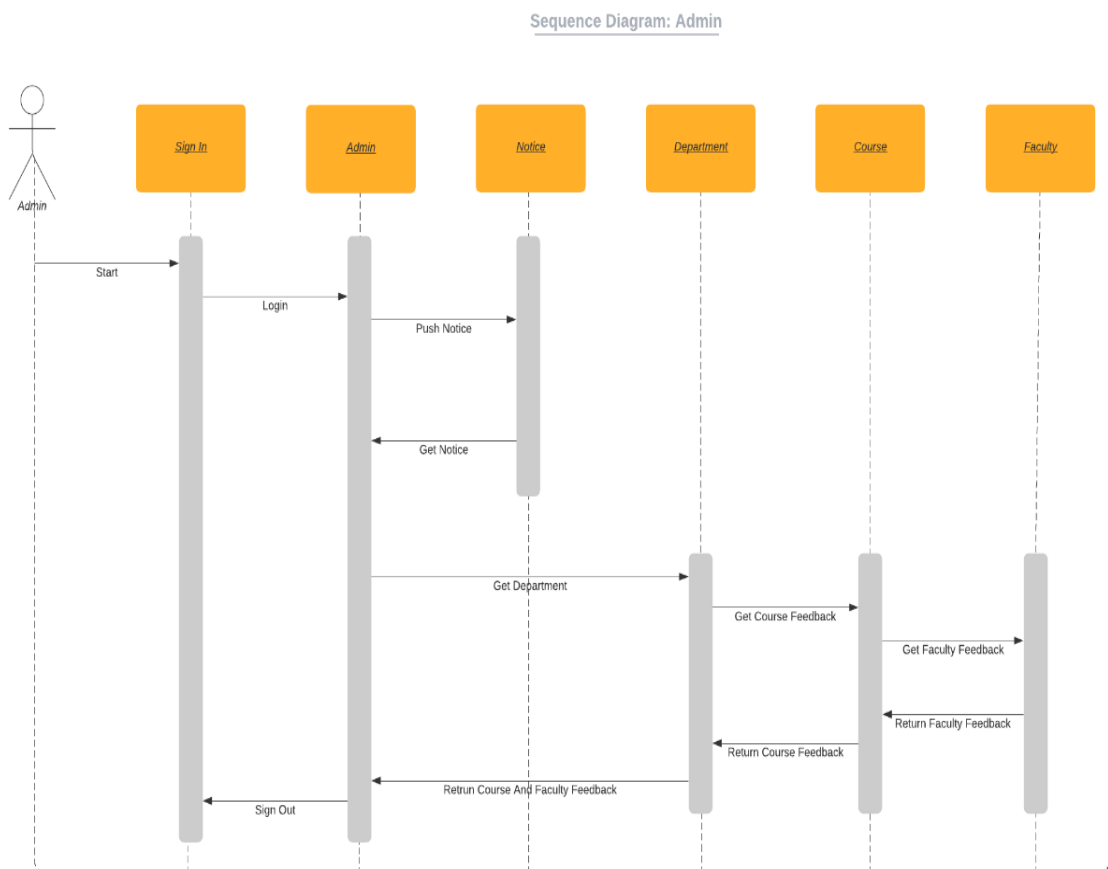 Sequence Diagram: Admin
Sign In
Admin
Notice
Department
Course
Faculty
Admin
Start
Login
Push Notice
Get Notice
Get Department
Get Course Feedback
Get Faculty Feedback
Return Faculty Feedback
Return Course Feedback
Retrun Course And Faculty Feedback
Sign Out